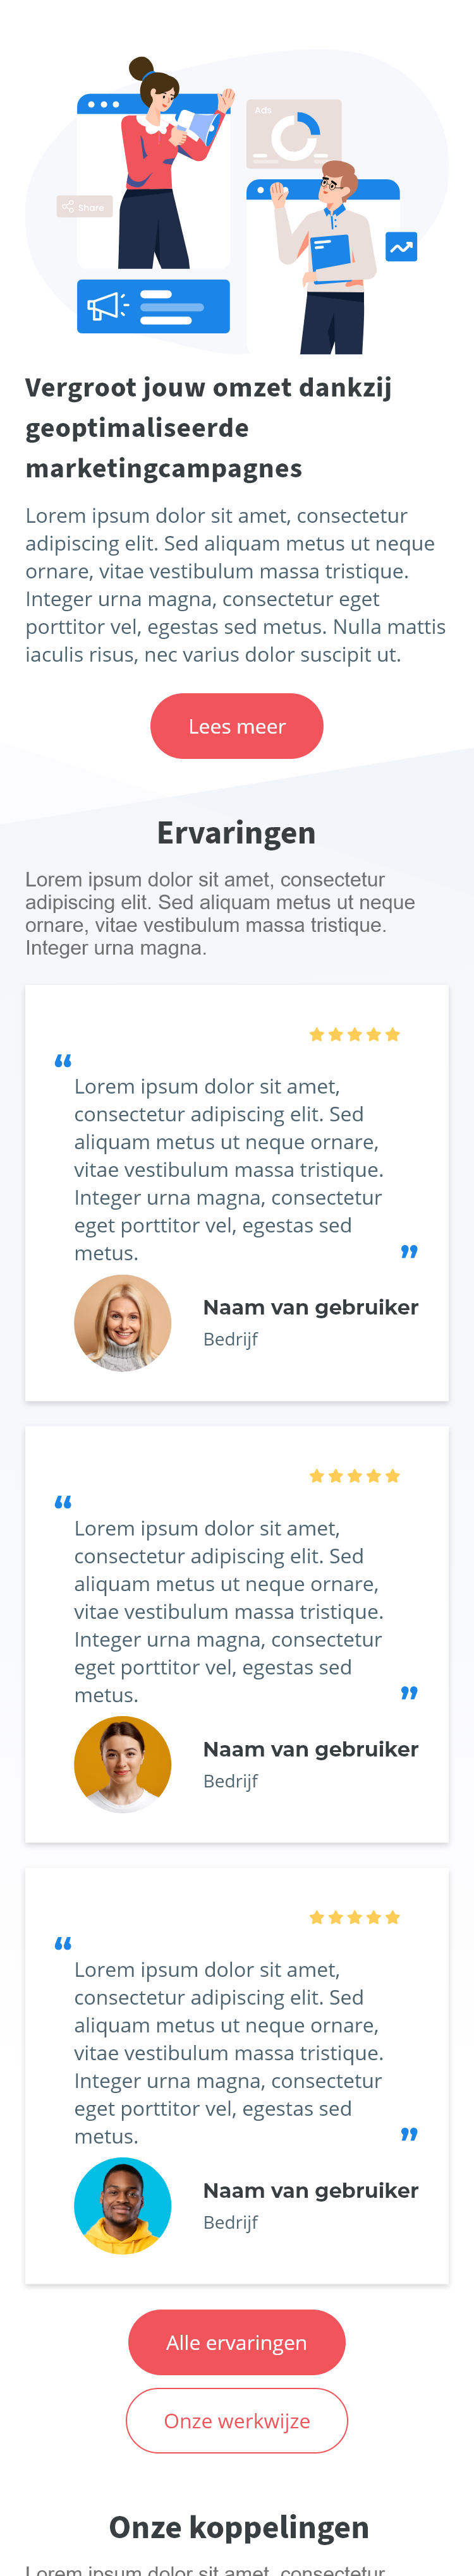 Ads
Share
Vergroot jouw omzet dankzij
geoptimaliseerde
marketingcampagnes
Lorem ipsum dolor sit amet, consectetur
adipiscing elit. Sed aliquam metus ut neque
ornare, vitae vestibulum massa tristique.
Integer urna magna, consectetur eget
porttitor vel, egestas sed metus. Nulla mattis
iaculis risus, nec varius dolor suscipit ut.
Lees meer
Ervaringen
Lorem ipsum dolor sit amet, consectetur
adipiscing elit. Sed aliquam metus ut neque
ornare, vitae vestibulum massa tristique.
Integer urna magna.
“
Lorem ipsum dolor sit amet,
consectetur adipiscing elit. Sed
aliquam metus ut neque ornare,
vitae vestibulum massa tristique.
Integer urna magna, consectetur
eget porttitor vel, egestas sed
metus. ”
Naam van gebruiker
Bedrijf
“
Lorem ipsum dolor sit amet,
consectetur adipiscing elit. Sed
aliquam metus ut neque ornare,
vitae vestibulum massa tristique.
Integer urna magna, consectetur
eget porttitor vel, egestas sed
metus. ”
Naam van gebruiker
Bedrijf
“
Lorem ipsum dolor sit amet,
consectetur adipiscing elit. Sed
aliquam metus ut neque ornare,
vitae vestibulum massa tristique.
Integer urna magna, consectetur
eget porttitor vel, egestas sed
metus. ”
Naam van gebruiker
Bedrijf
Alle ervaringen
Onze werkwijze
Onze koppelingen
Lorem ipsum dolor sit amet, consectetur